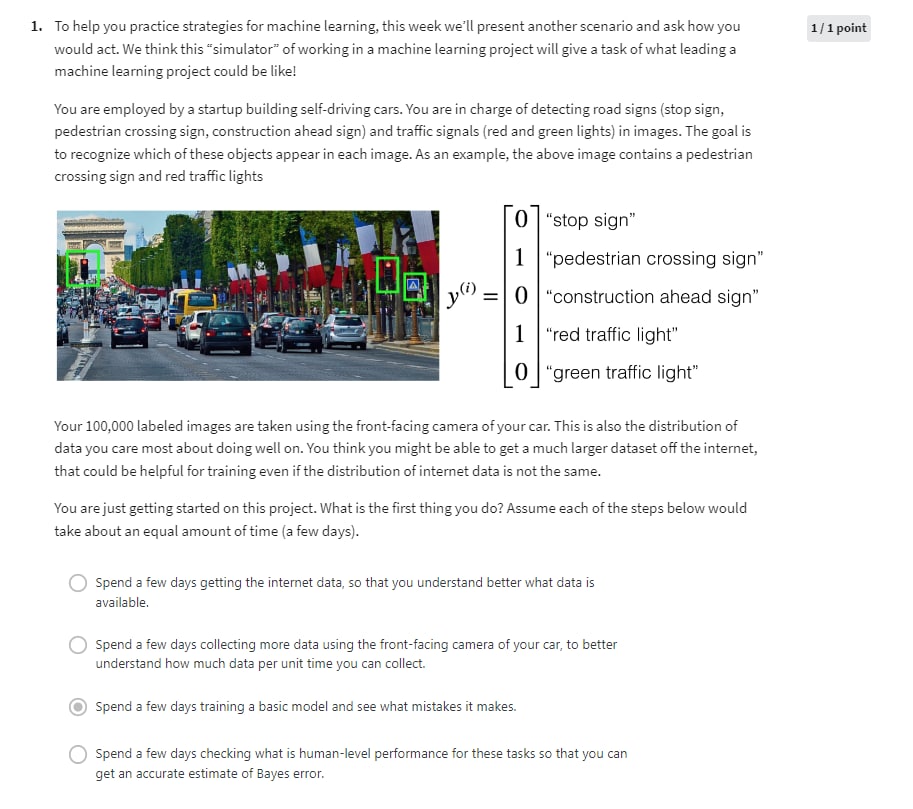 1. To help you practice strategies for machine learning, this week we'll present another scenario and ask how you
1 / 1 point
would act. We think this “simulator” of working in a machine learning project will give a task of what leading a
machine learning project could be like!
You are employed by a startup building self-driving cars. You are in charge of detecting road signs (stop sign,
pedestrian crossing sign, construction ahead sign) and traffic signals (red and green lights) in images. The goal is
to recognize which of these objects appear in each image. As an example, the above image contains a pedestrian
crossing sign and red traffic lights
0 “stop sign”
1 “pedestrian crossing sign”
y(i) = 0 “construction ahead sign”
1 “red traffic light”
0 “green traffic light”
Your 100,000 labeled images are taken using the front-facing camera of your car. This is also the distribution of
data you care most about doing well on. You think you might be able to get a much larger dataset off the internet,
that could be helpful for training even if the distribution of internet data is not the same.
You are just getting started on this project. What is the first thing you do? Assume each of the steps below would
take about an equal amount of time (a few days).
Spend a few days getting the internet data, so that you understand better what data is
available.
Spend a few days collecting more data using the front-facing camera of your car, to better
understand how much data per unit time you can collect.
Spend a few days training a basic model and see what mistakes it makes.
Spend a few days checking what is human-level performance for these tasks so that you can
get an accurate estimate of Bayes error.